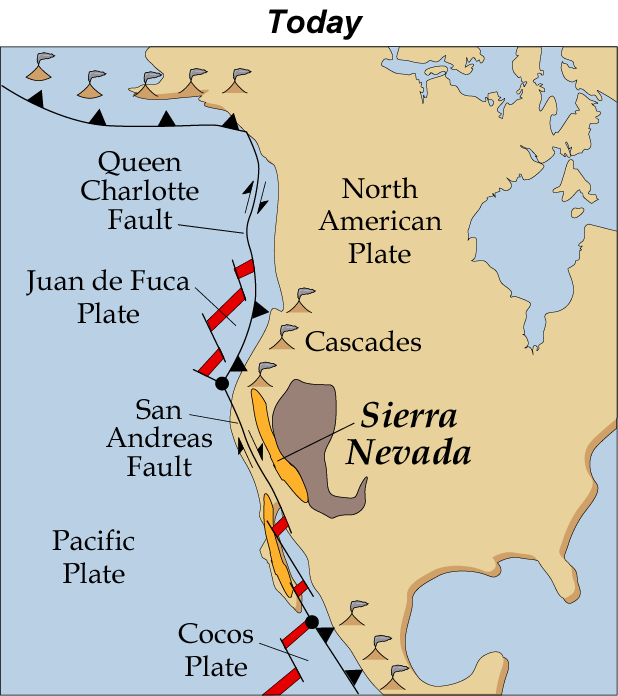 Today
Queen
Charlotte
Fault
North
American
Plate
Juan de Fuca
Plate
Cascades
San
Andreas
Fault
Sierra
Nevada
Pacific
Plate
Cocos
Plate